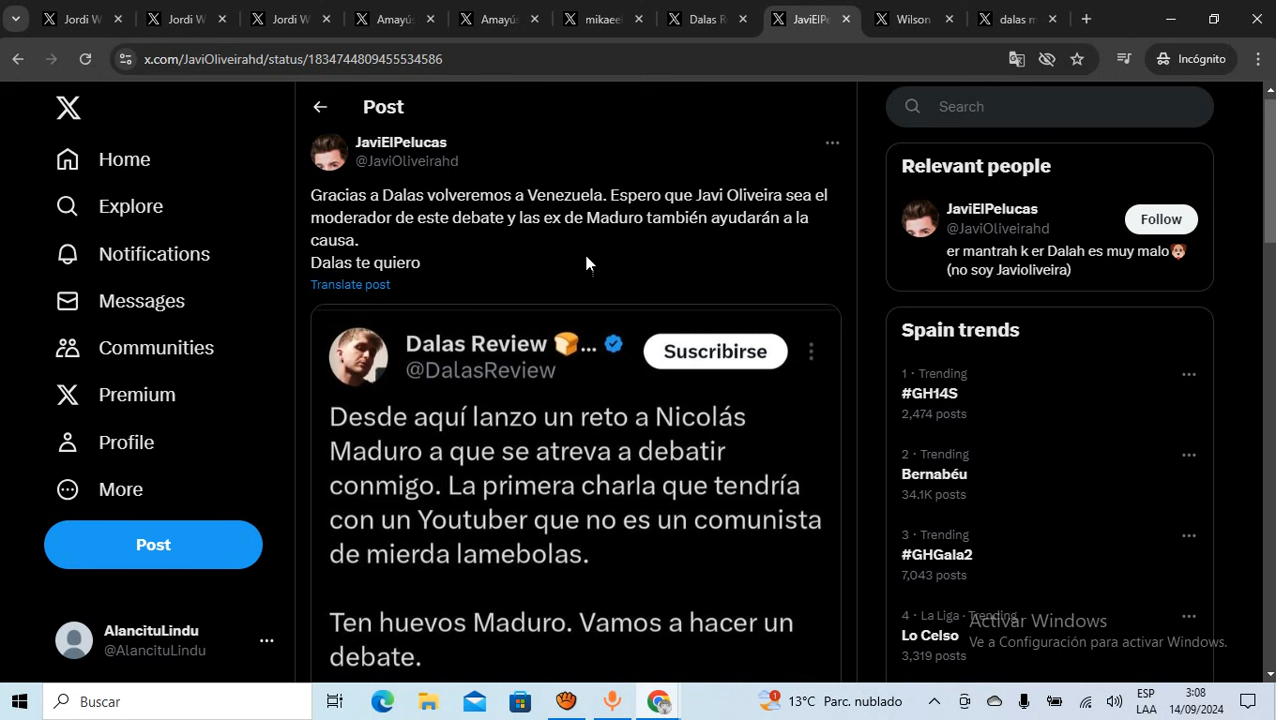 Jordi W
Jordi W
Jordi W
Amayús
Amayús
mikaeel
Dalas R
JaviElPe
Wilson
dalas m
x.com/JaviOliveirahd/status/1834744809455534586
Incógnito
Home
Explore
Notifications
Messages
Communities
Premium
Profile
More
Post
AlancituLindu
@AlancituLindu
Post
JaviElPelucas
@JaviOliveirahd
Gracias a Dalas volveremos a Venezuela. Espero que Javi Oliveira sea el
moderador de este debate y las ex de Maduro también ayudarán a la
causa.
Dalas te quiero
Translate post
Dalas Review 🍞...
@DalasReview
Suscribirse
Desde aquí lanzo un reto a Nicolás
Maduro a que se atreva a debatir
conmigo. La primera charla que tendría
con un Youtuber que no es un comunista
de mierda lamebolas.
Ten huevos Maduro. Vamos a hacer un
debate.
Search
Relevant people
JaviElPelucas
@JaviOliveirahd
Follow
er mantrah k er Dalah es muy malo🐶
(no soy Javioliveira)
Spain trends
1 · Trending
#GH14S
2,474 posts
2 · Trending
Bernabéu
34.1K posts
3 · Trending
#GHGala2
7,043 posts
4 · La Liga · Trending
Lo Celso
3,319 posts
Activar Windows
Ve a Configuración para activar Windows.
Buscar
13°C Parc. nublado
ESP
LAA
3:08
14/09/2024